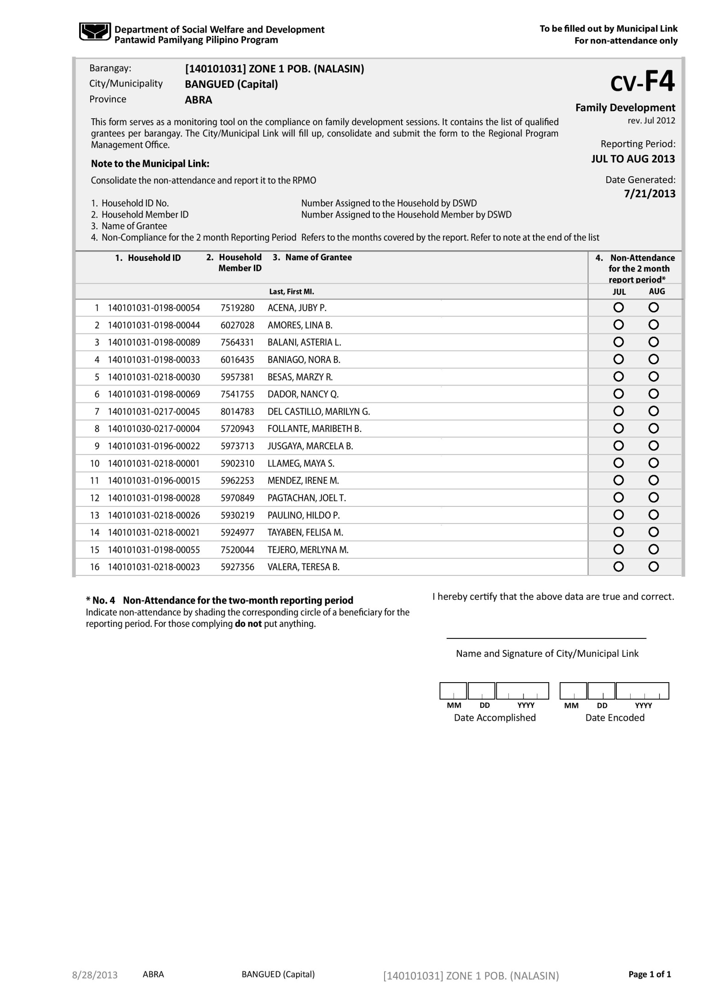 Department of Social Welfare and Development
Pantawid Pamilyang Pilipino Program
To be filled out by Municipal Link
For non-attendance only
Barangay: [140101031] ZONE 1 POB. (NALASIN)
City/Municipality BANGUED (Capital)
Province ABRA
CV-F4
Family Development
rev. Jul 2012
Reporting Period:
JUL TO AUG 2013
Date Generated:
7/21/2013
This form serves as a monitoring tool on the compliance on family development sessions. It contains the list of qualified
grantees per barangay. The City/Municipal Link will fill up, consolidate and submit the form to the Regional Program
Management Office.
Note to the Municipal Link:
Consolidate the non-attendance and report it to the RPMO
1. Household ID No. Number Assigned to the Household by DSWD
2. Household Member ID Number Assigned to the Household Member by DSWD
3. Name of Grantee
4. Non-Compliance for the 2 month Reporting Period Refers to the months covered by the report. Refer to note at the end of the list
1. Household ID 2. Household Member ID 3. Name of Grantee 4. Non-Attendance for the 2 month report period*
Last, First MI. JUL AUG
1 140101031-0198-00054 7519280 ACENA, JUBY P.
2 140101031-0198-00044 6027028 AMORES, LINA B.
3 140101031-0198-00089 7564331 BALANI, ASTERIA L.
4 140101031-0198-00033 6016435 BANIAGO, NORA B.
5 140101031-0218-00030 5957381 BESAS, MARZY R.
6 140101031-0198-00069 7541755 DADOR, NANCY Q.
7 140101031-0217-00045 8014783 DEL CASTILLO, MARILYN G.
8 140101030-0217-00004 5720943 FOLLANTE, MARIBETH B.
9 140101031-0196-00022 5973713 JUSGAYA, MARCELA B.
10 140101031-0218-00001 5902310 LLAMEG, MAYA S.
11 140101031-0196-00015 5962253 MENDEZ, IRENE M.
12 140101031-0198-00028 5970849 PAGTACHAN, JOEL T.
13 140101031-0218-00026 5930219 PAULINO, HILDO P.
14 140101031-0218-00021 5924977 TAYABEN, FELISA M.
15 140101031-0198-00055 7520044 TEJERO, MERLYNA M.
16 140101031-0218-00023 5927356 VALERA, TERESA B.
* No. 4 Non-Attendance for the two-month reporting period
Indicate non-attendance by shading the corresponding circle of a beneficiary for the
reporting period. For those complying do not put anything.
I hereby certify that the above data are true and correct.
Name and Signature of City/Municipal Link
MM DD YYYY MM DD YYYY
Date Accomplished Date Encoded
8/28/2013 ABRA BANGUED (Capital) [140101031] ZONE 1 POB. (NALASIN) Page 1 of 1